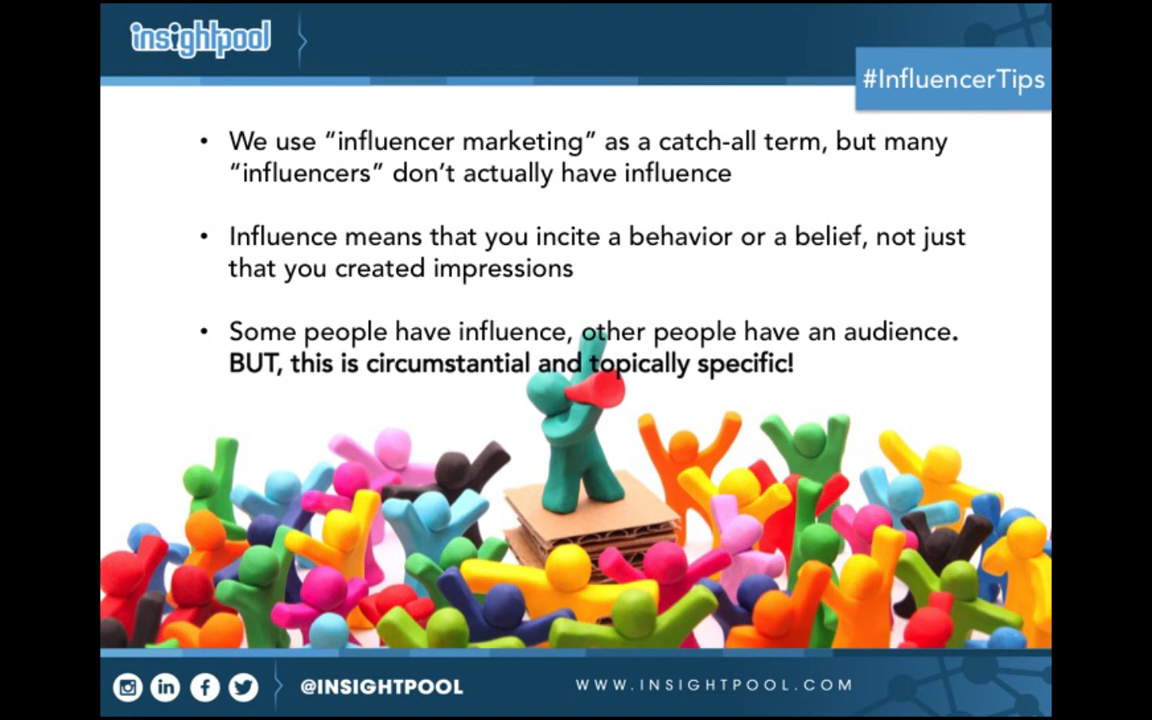 insightpool
#InfluencerTips
• We use “influencer marketing” as a catch-all term, but many
“influencers” don’t actually have influence
• Influence means that you incite a behavior or a belief, not just
that you created impressions
• Some people have influence, other people have an audience.
BUT, this is circumstantial and topically specific!
@INSIGHTPOOL
WWW.INSIGHTPOOL.COM